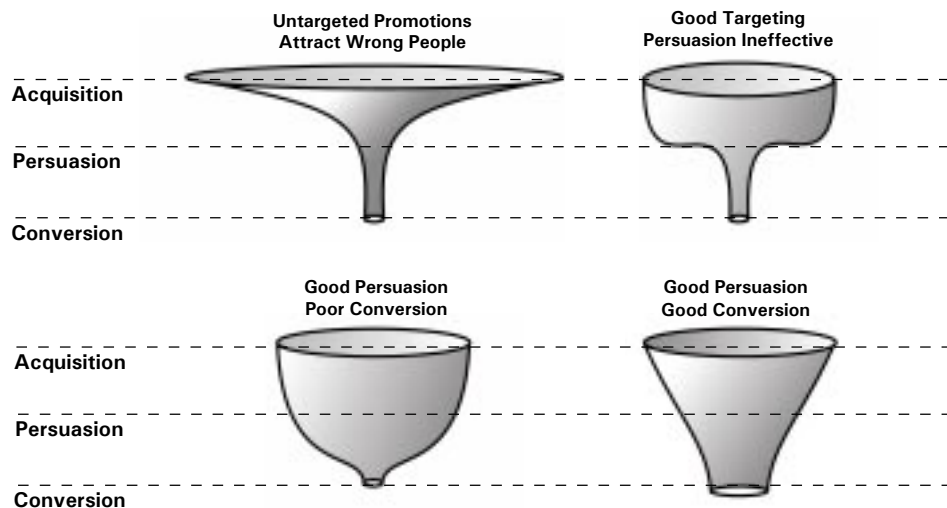 Untargeted Promotions
Attract Wrong People
Good Targeting
Persuasion Ineffective
Acquisition
Persuasion
Conversion
Good Persuasion
Poor Conversion
Good Persuasion
Good Conversion
Acquisition
Persuasion
Conversion